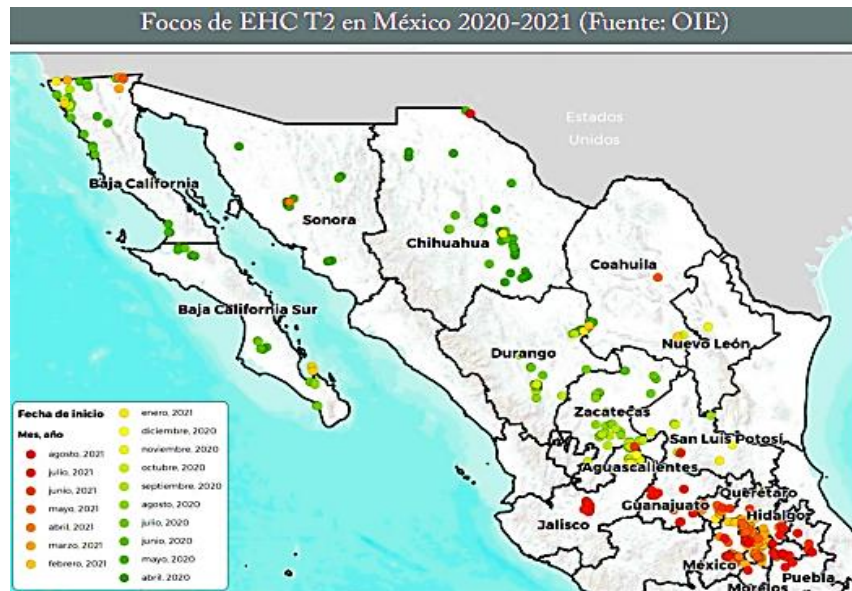 Focos de EHC T2 en México 2020-2021 (Fuente: OIE)
Estados
Unidos
Baja California
Sonora
Chihuahua
Coahuila
Baja California Sur
Nuevo León
Durango
Zacatecas
San Luis Potosí
Aguascalientes
Querétaro
Guanajuato
Hidalgo
Jalisco
México
Puebla
Morelos
Fecha de inicio
Mes, año
agosto, 2021
julio, 2021
junio, 2021
mayo, 2021
abril, 2021
marzo, 2021
febrero, 2021
enero, 2021
diciembre, 2020
noviembre, 2020
octubre, 2020
septiembre, 2020
agosto, 2020
julio, 2020
junio, 2020
mayo, 2020
abril, 2020